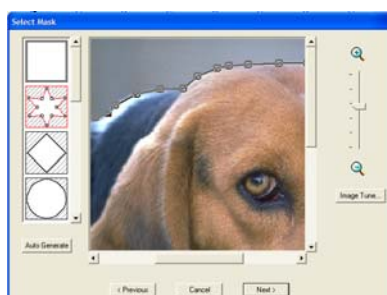 Select Mask
Image Tune...
Auto Generate
< Previous
Cancel
Next >